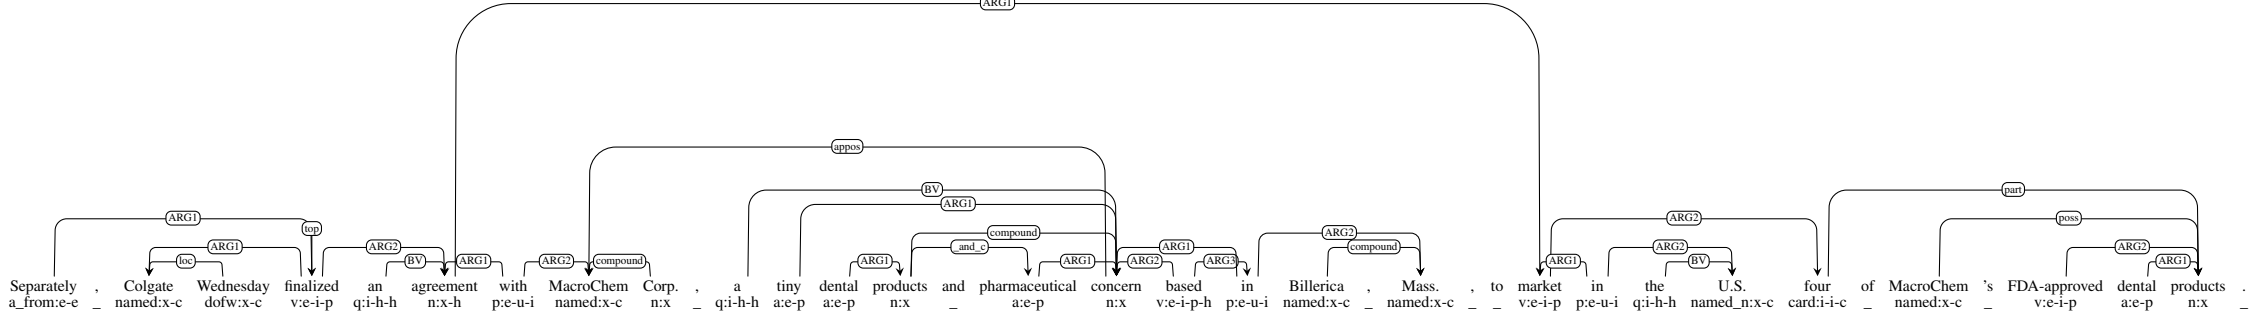 ARG1
appos
BV part
ARG1
ARG1 top ARG2 poss
compound ARG2
ARG1 ARG2 _and_c ARG1 compound ARG2 ARG2
loc BV ARG1 ARG2 compound ARG1 ARG1 ARG2 ARG3 ARG1 BV ARG1
Separately , Colgate Wednesday finalized an agreement with MacroChem Corp. , a tiny dental products and pharmaceutical concern based in Billerica , Mass. , to market in the U.S. four of MacroChem 's FDA-approved dental products .
a_from:e-e _ named:x-c dofw:x-c v:e-i-p q:i-h-h n:x-h p:e-u-i named:x-c n:x _ q:i-h-h a:e-p a:e-p n:x _ a:e-p n:x v:e-i-p-h p:e-u-i named:x-c _ named:x-c _ _ v:e-i-p p:e-u-i q:i-h-h named_n:x-c card:i-i-c _ named:x-c _ v:e-i-p a:e-p n:x _